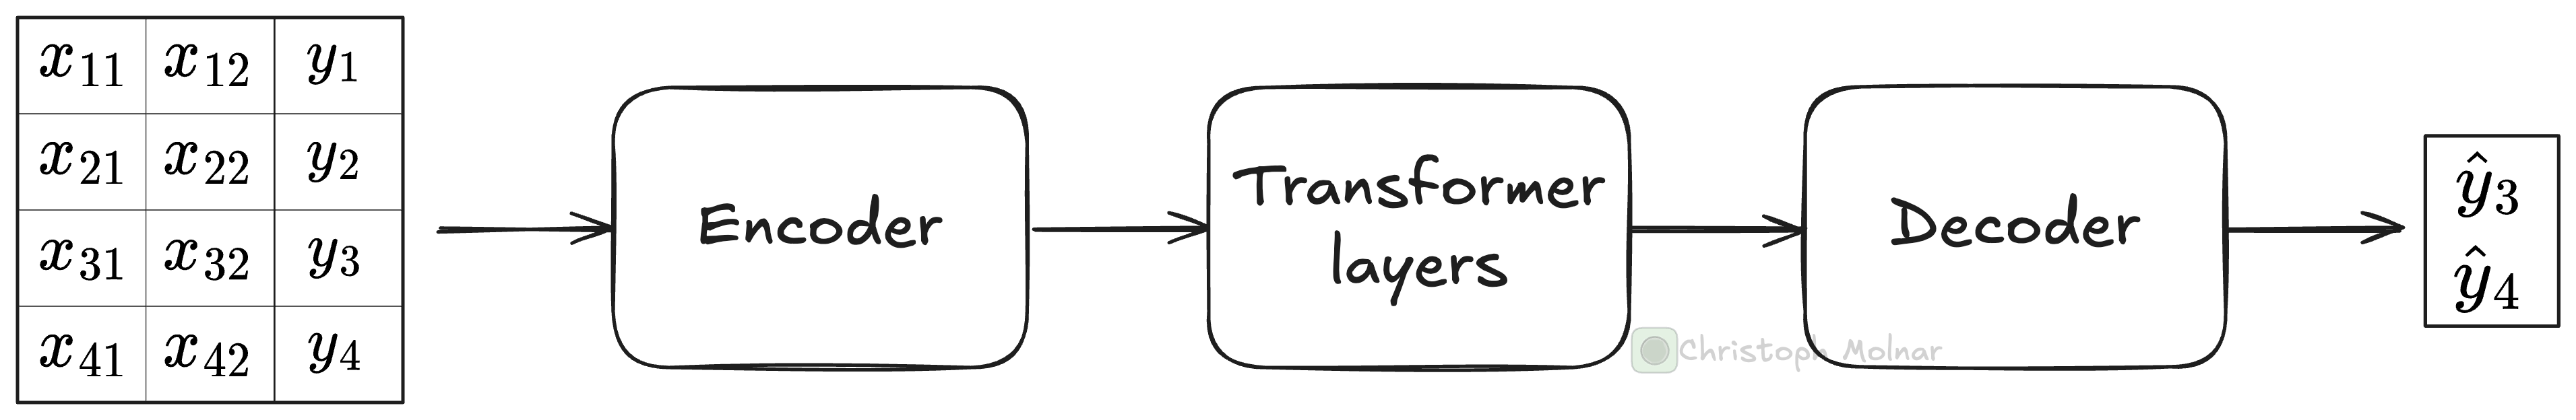 x11 x12 y1
x21 x22 y2
x31 x32 y3
x41 x42 y4
Encoder
Transformer
layers
Decoder
ŷ3
ŷ4
Christoph Molnar